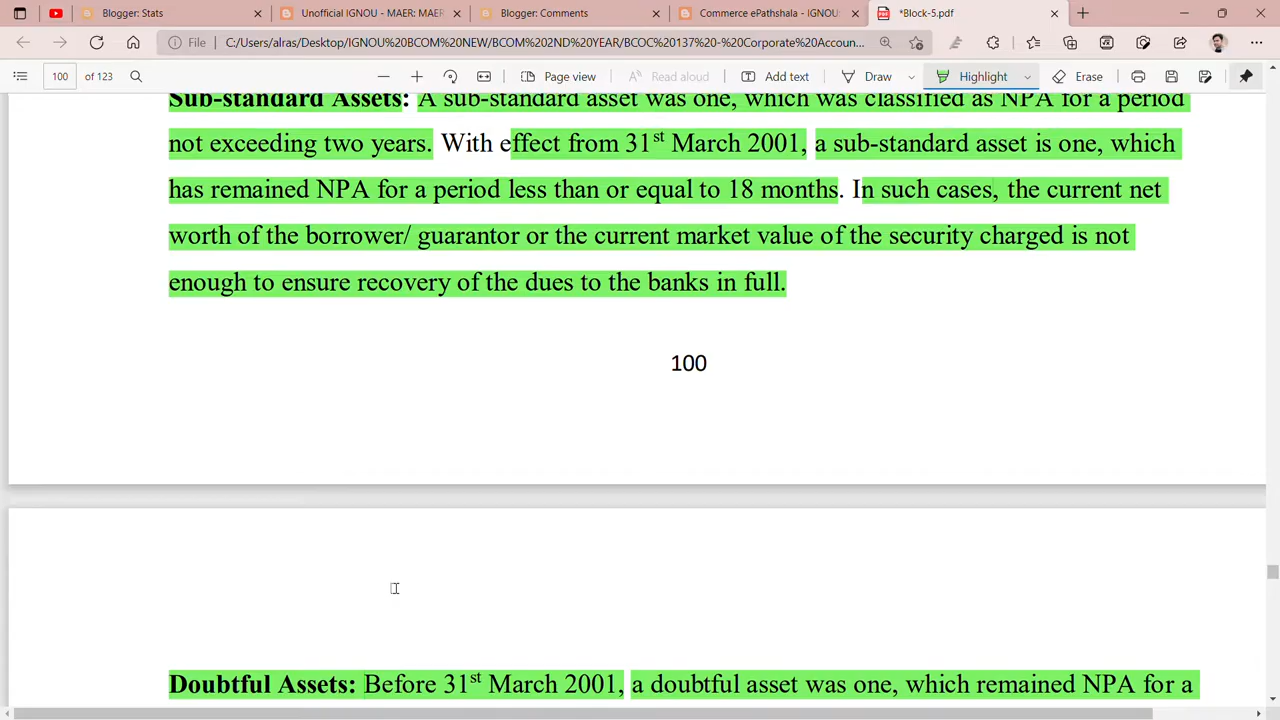 Blogger: Stats
Unofficial IGNOU - MAER: MAER
Blogger: Comments
Commerce ePathshala - IGNOU
*Block-5.pdf
File C:/Users/alras/Desktop/IGNOU%20BCOM%20NEW/BCOM%202ND%20YEAR/BCOC%20137%20-%20Corporate%20Accoun...
100 of 123 Page view Read aloud Add text Draw Highlight Erase
Sub-standard Assets: A sub-standard asset was one, which was classified as NPA for a period
not exceeding two years. With effect from 31st March 2001, a sub-standard asset is one, which
has remained NPA for a period less than or equal to 18 months. In such cases, the current net
worth of the borrower/ guarantor or the current market value of the security charged is not
enough to ensure recovery of the dues to the banks in full.
100
Doubtful Assets: Before 31st March 2001, a doubtful asset was one, which remained NPA for a